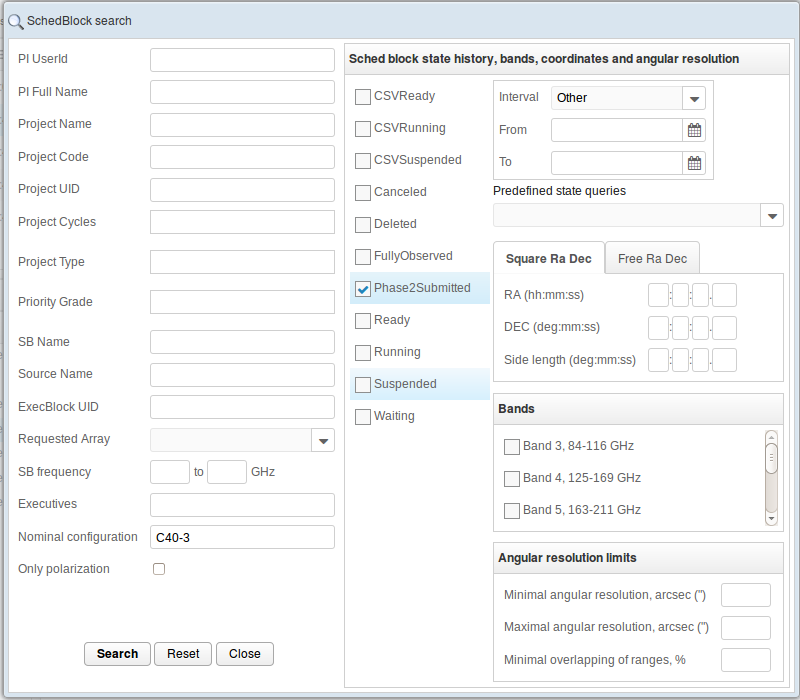 SchedBlock search
PI UserId
PI Full Name
Project Name
Project Code
Project UID
Project Cycles
Project Type
Priority Grade
SB Name
Source Name
ExecBlock UID
Requested Array
SB frequency to GHz
Executives
Nominal configuration C40-3
Only polarization
Search Reset Close
Sched block state history, bands, coordinates and angular resolution
CSVReady
CSVRunning
CSVSuspended
Canceled
Deleted
FullyObserved
Phase2Submitted
Ready
Running
Suspended
Waiting
Interval Other
From
To
Predefined state queries
Square Ra Dec Free Ra Dec
RA (hh:mm:ss) : : .
DEC (deg:mm:ss) : : .
Side length (deg:mm:ss) : : .
Bands
Band 3, 84-116 GHz
Band 4, 125-169 GHz
Band 5, 163-211 GHz
Angular resolution limits
Minimal angular resolution, arcsec (")
Maximal angular resolution, arcsec (")
Minimal overlapping of ranges, %